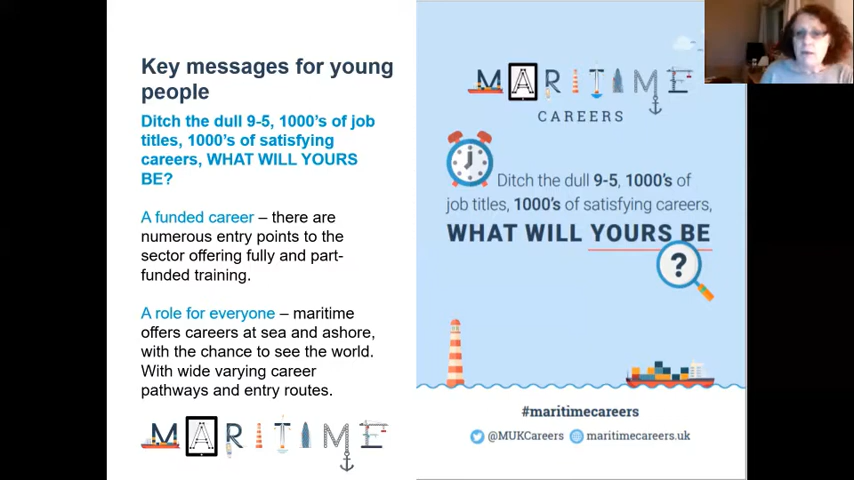 Key messages for young
people
Ditch the dull 9-5, 1000's of job
titles, 1000's of satisfying
careers, WHAT WILL YOURS
BE?
A funded career – there are
numerous entry points to the
sector offering fully and part-
funded training.
A role for everyone – maritime
offers careers at sea and ashore,
with the chance to see the world.
With wide varying career
pathways and entry routes.
MARITIME
MARITIME
CAREERS
Ditch the dull 9-5, 1000's of
job titles, 1000's of satisfying careers,
WHAT WILL YOURS BE
?
#maritimecareers
@MUKCareers maritimecareers.uk